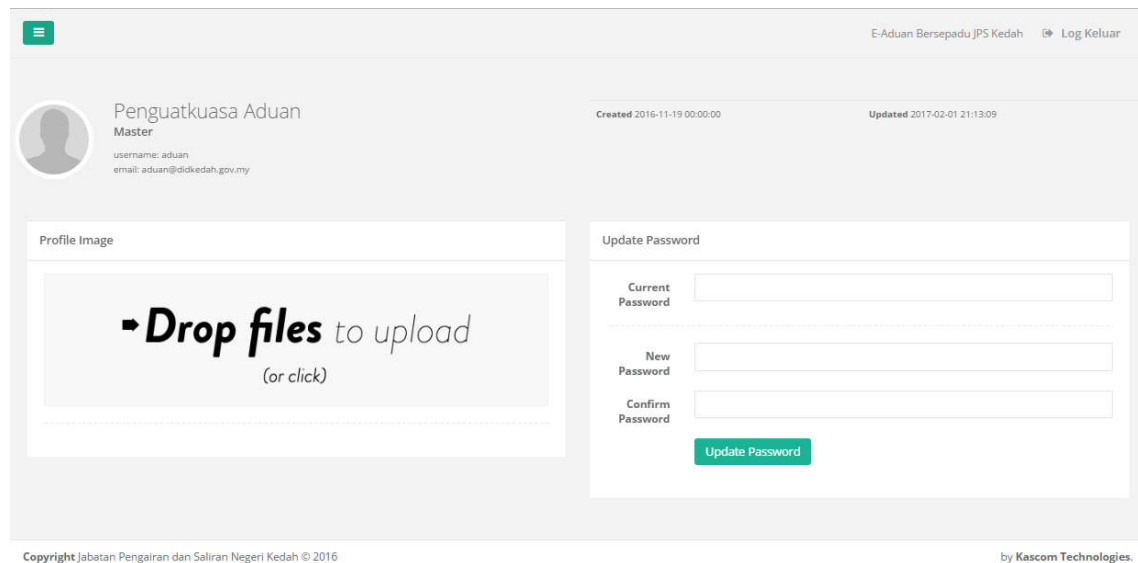 E-Aduan Bersepadu JPS Kedah Log Keluar
Penguatkuasa Aduan
Master
username: aduan
email: aduan@didkedah.gov.my
Created 2016-11-19 00:00:00 Updated 2017-02-01 21:13:09
Profile Image
Drop files to upload
(or click)
Update Password
Current
Password
New
Password
Confirm
Password
Update Password
Copyright Jabatan Pengairan dan Saliran Negeri Kedah © 2016 by Kascom Technologies.